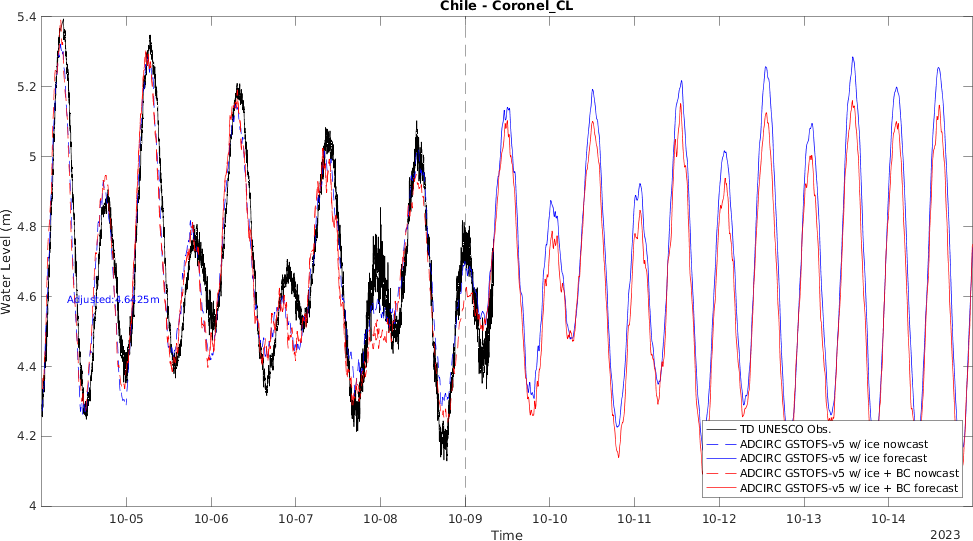 Chile - Coronel_CL
Water Level (m)
5.4
5.2
5
4.8
4.6
4.4
4.2
4
Adjusted:4.6425m
TD UNESCO Obs.
ADCIRC GSTOFS-v5 w/ ice nowcast
ADCIRC GSTOFS-v5 w/ ice forecast
ADCIRC GSTOFS-v5 w/ ice + BC nowcast
ADCIRC GSTOFS-v5 w/ ice + BC forecast
10-05 10-06 10-07 10-08 10-09 10-10 10-11 10-12 10-13 10-14
Time
2023